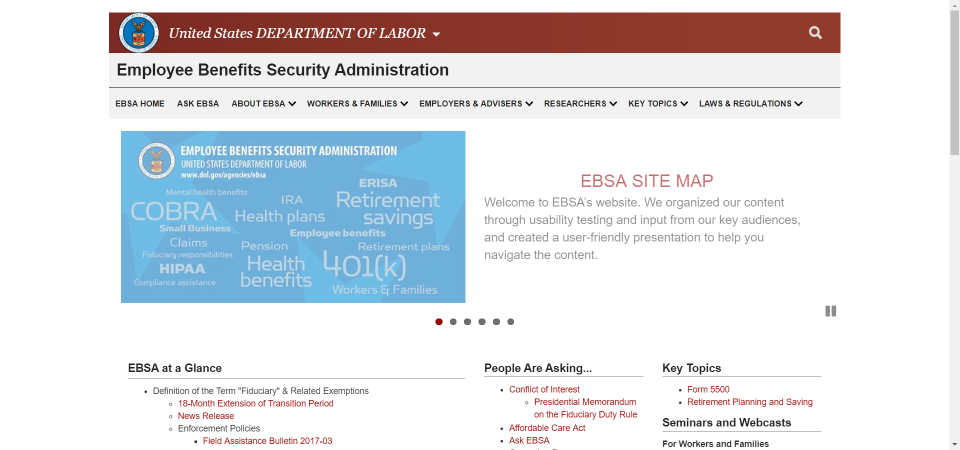 United States DEPARTMENT OF LABOR
Employee Benefits Security Administration
EBSA HOME ASK EBSA ABOUT EBSA WORKERS & FAMILIES EMPLOYERS & ADVISERS RESEARCHERS KEY TOPICS LAWS & REGULATIONS
EMPLOYEE BENEFITS SECURITY ADMINISTRATION
UNITED STATES DEPARTMENT OF LABOR
www.dol.gov/agencies/ebsa
Mental health benefits
COBRA
Small Business
Claims
Fiduciary responsibilities
HIPAA
Compliance assistance
IRA
Health plans
Employee benefits
Pension
Health benefits
ERISA
Retirement savings
Retirement plans
401(k)
Workers & Families
EBSA SITE MAP
Welcome to EBSA's website. We organized our content
through usability testing and input from our key audiences,
and created a user-friendly presentation to help you
navigate the content.
EBSA at a Glance
Definition of the Term "Fiduciary" & Related Exemptions
18-Month Extension of Transition Period
News Release
Enforcement Policies
Field Assistance Bulletin 2017-03
People Are Asking...
Conflict of Interest
Presidential Memorandum
on the Fiduciary Duty Rule
Affordable Care Act
Ask EBSA
Key Topics
Form 5500
Retirement Planning and Saving
Seminars and Webcasts
For Workers and Families